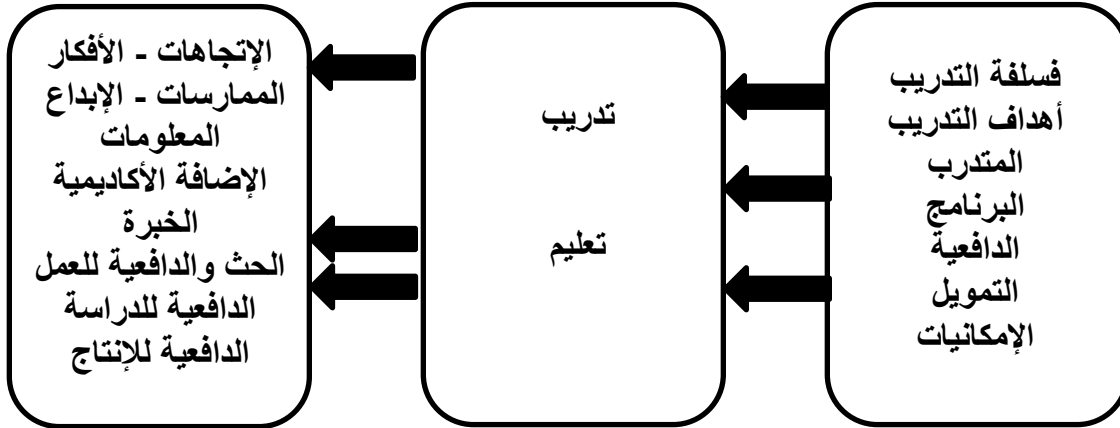 فسلفة التدريب
أهداف التدريب
المتدرب
البرنامج
الدافعية
التمويل
الإمكانيات
تدريب
تعليم
الإتجاهات - الأفكار
الممارسات - الإبداع
المعلومات
الإضافة الأكاديمية
الخبرة
الحث والدافعية للعمل
الدافعية للدراسة
الدافعية للإنتاج